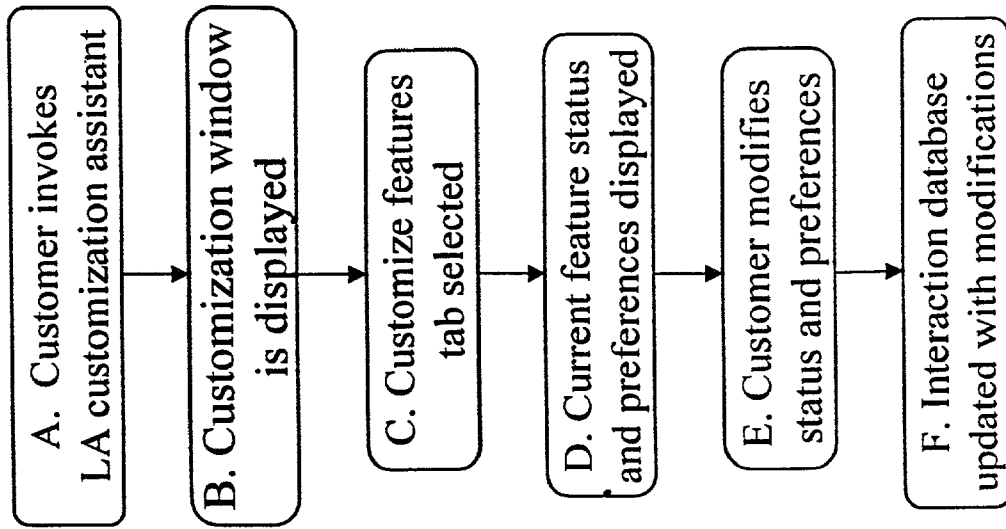 A. Customer invokes
LA customization assistant
B. Customization window
is displayed
C. Customize features
tab selected
D. Current feature status
and preferences displayed
E. Customer modifies
status and preferences
F. Interaction database
updated with modifications